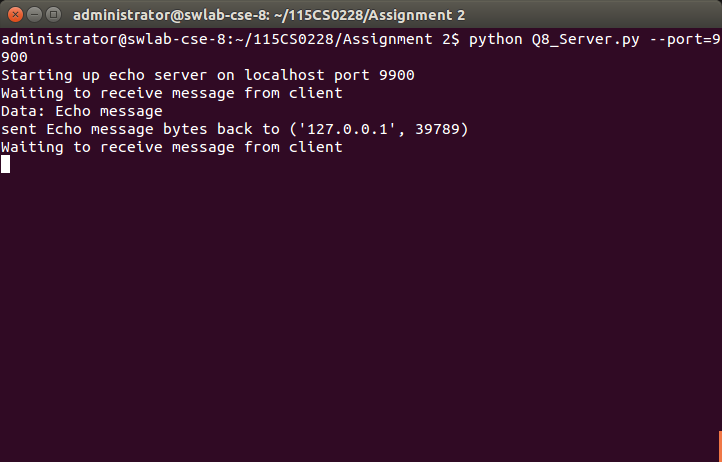 administrator@swlab-cse-8: ~/115CS0228/Assignment 2
administrator@swlab-cse-8:~/115CS0228/Assignment 2$ python Q8_Server.py --port=9
900
Starting up echo server on localhost port 9900
Waiting to receive message from client
Data: Echo message
sent Echo message bytes back to ('127.0.0.1', 39789)
Waiting to receive message from client